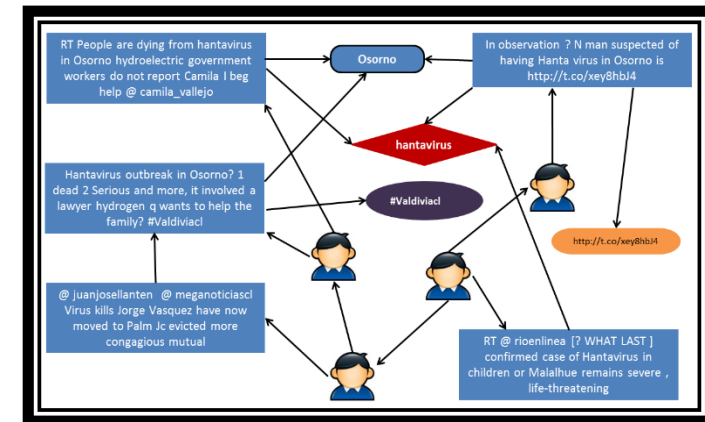 RT People are dying from hantavirus
in Osorno hydroelectric government
workers do not report Camila I beg
help @ camila_vallejo
Osorno
In observation ? N man suspected of
having Hanta virus in Osorno is
http://t.co/xey8hbJ4
hantavirus
Hantavirus outbreak in Osorno? 1
dead 2 Serious and more, it involved a
lawyer hydrogen q wants to help the
family? #Valdiviacl
#Valdiviacl
http://t.co/xey8hbJ4
@ juanjosellanten @ meganoticiascl
Virus kills Jorge Vasquez have now
moved to Palm Jc evicted more
contagious mutual
RT @ rioenlinea [? WHAT LAST ]
confirmed case of Hantavirus in
children or Malalhue remains severe ,
life-threatening